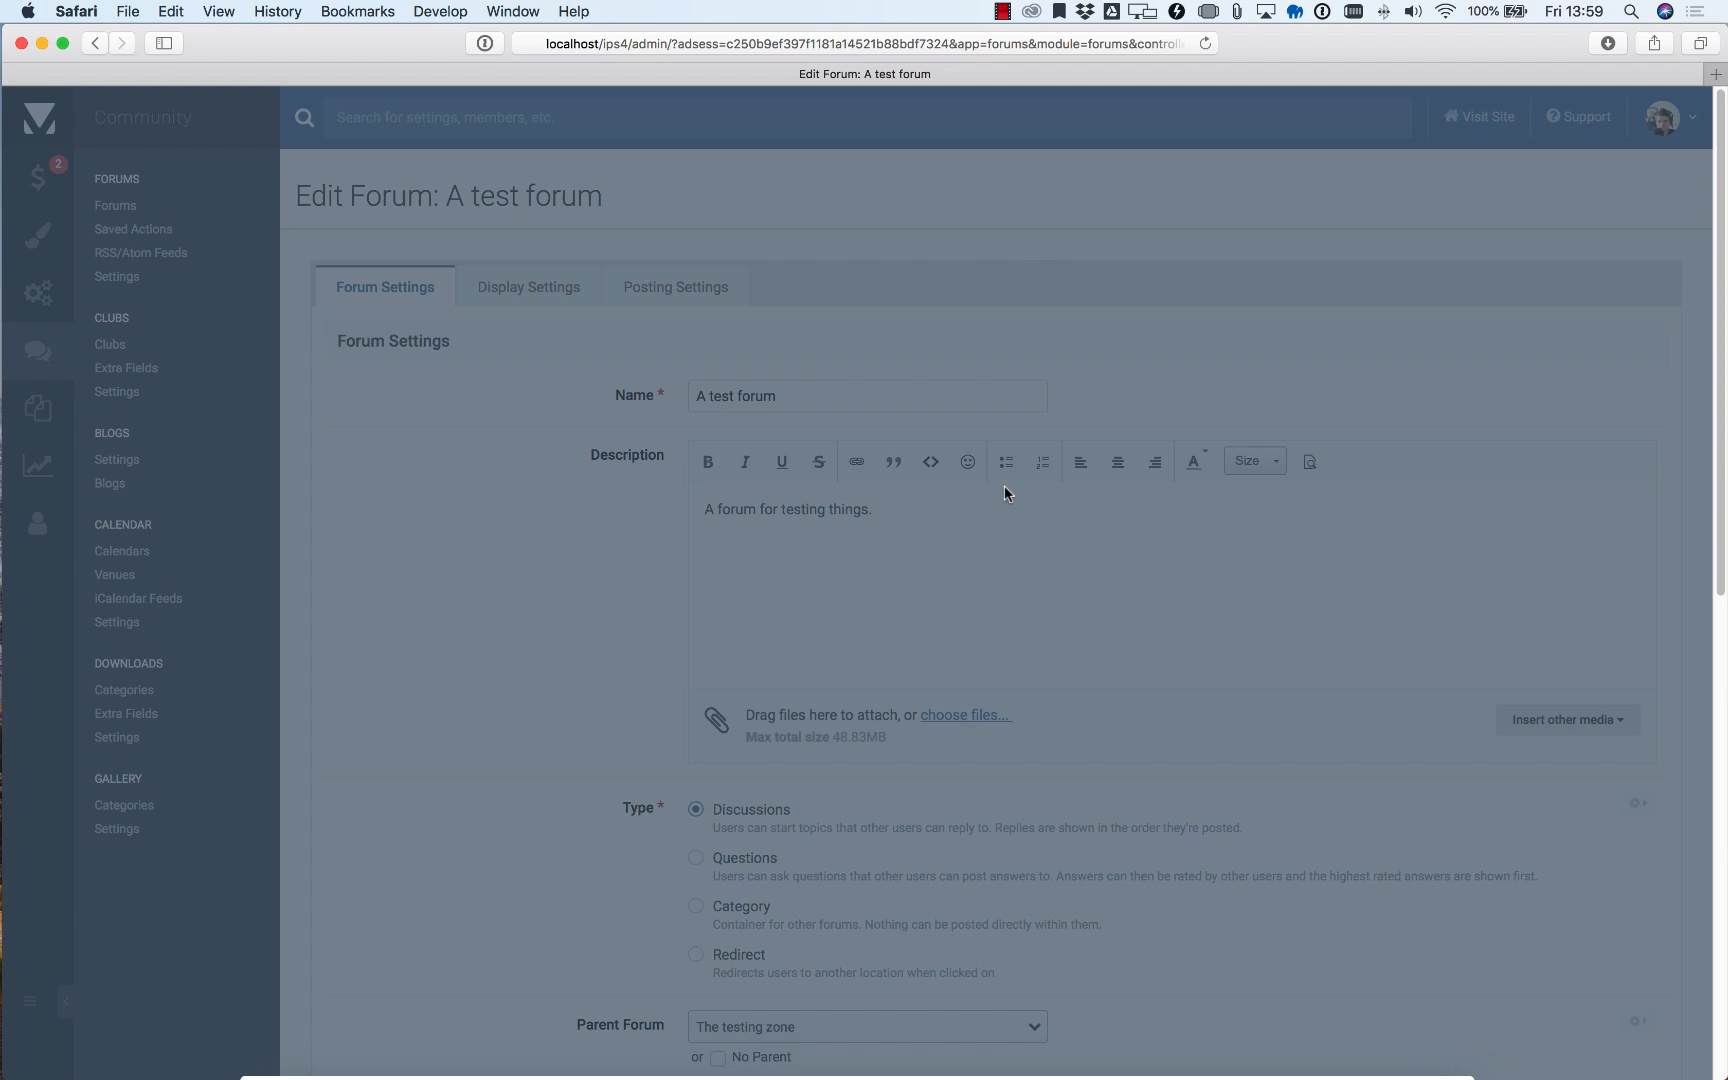 Safari File Edit View History Bookmarks Develop Window Help 100% Fri 13:59
localhost/ips4/admin/?adsess=c250b9ef397f1181a14521b88bdf7324&app=forums&module=forums&controll
Edit Forum: A test forum
Community
Search for settings, members, etc.
Visit Site
Support
2
FORUMS
Forums
Saved Actions
RSS/Atom Feeds
Settings
CLUBS
Clubs
Extra Fields
Settings
BLOGS
Settings
Blogs
CALENDAR
Calendars
Venues
iCalendar Feeds
Settings
DOWNLOADS
Categories
Extra Fields
Settings
GALLERY
Categories
Settings
Edit Forum: A test forum
Forum Settings Display Settings Posting Settings
Forum Settings
Name * A test forum
Description
B I U S A Size
A forum for testing things.
Drag files here to attach, or choose files...
Max total size 48.83MB
Insert other media
Type * Discussions
Users can start topics that other users can reply to. Replies are shown in the order they're posted.
Questions
Users can ask questions that other users can post answers to. Answers can then be rated by other users and the highest rated answers are shown first.
Category
Container for other forums. Nothing can be posted directly within them.
Redirect
Redirects users to another location when clicked on.
Parent Forum The testing zone
or No Parent